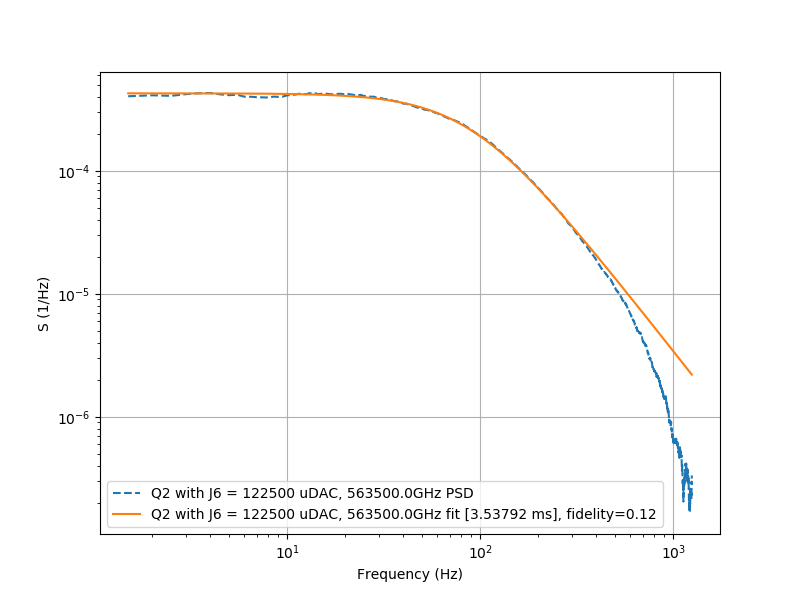 10⁻⁴
10⁻⁵
10⁻⁶
S (1/Hz)
Q2 with J6 = 122500 uDAC, 563500.0GHz PSD
Q2 with J6 = 122500 uDAC, 563500.0GHz fit [3.53792 ms], fidelity=0.12
10¹ 10² 10³
Frequency (Hz)